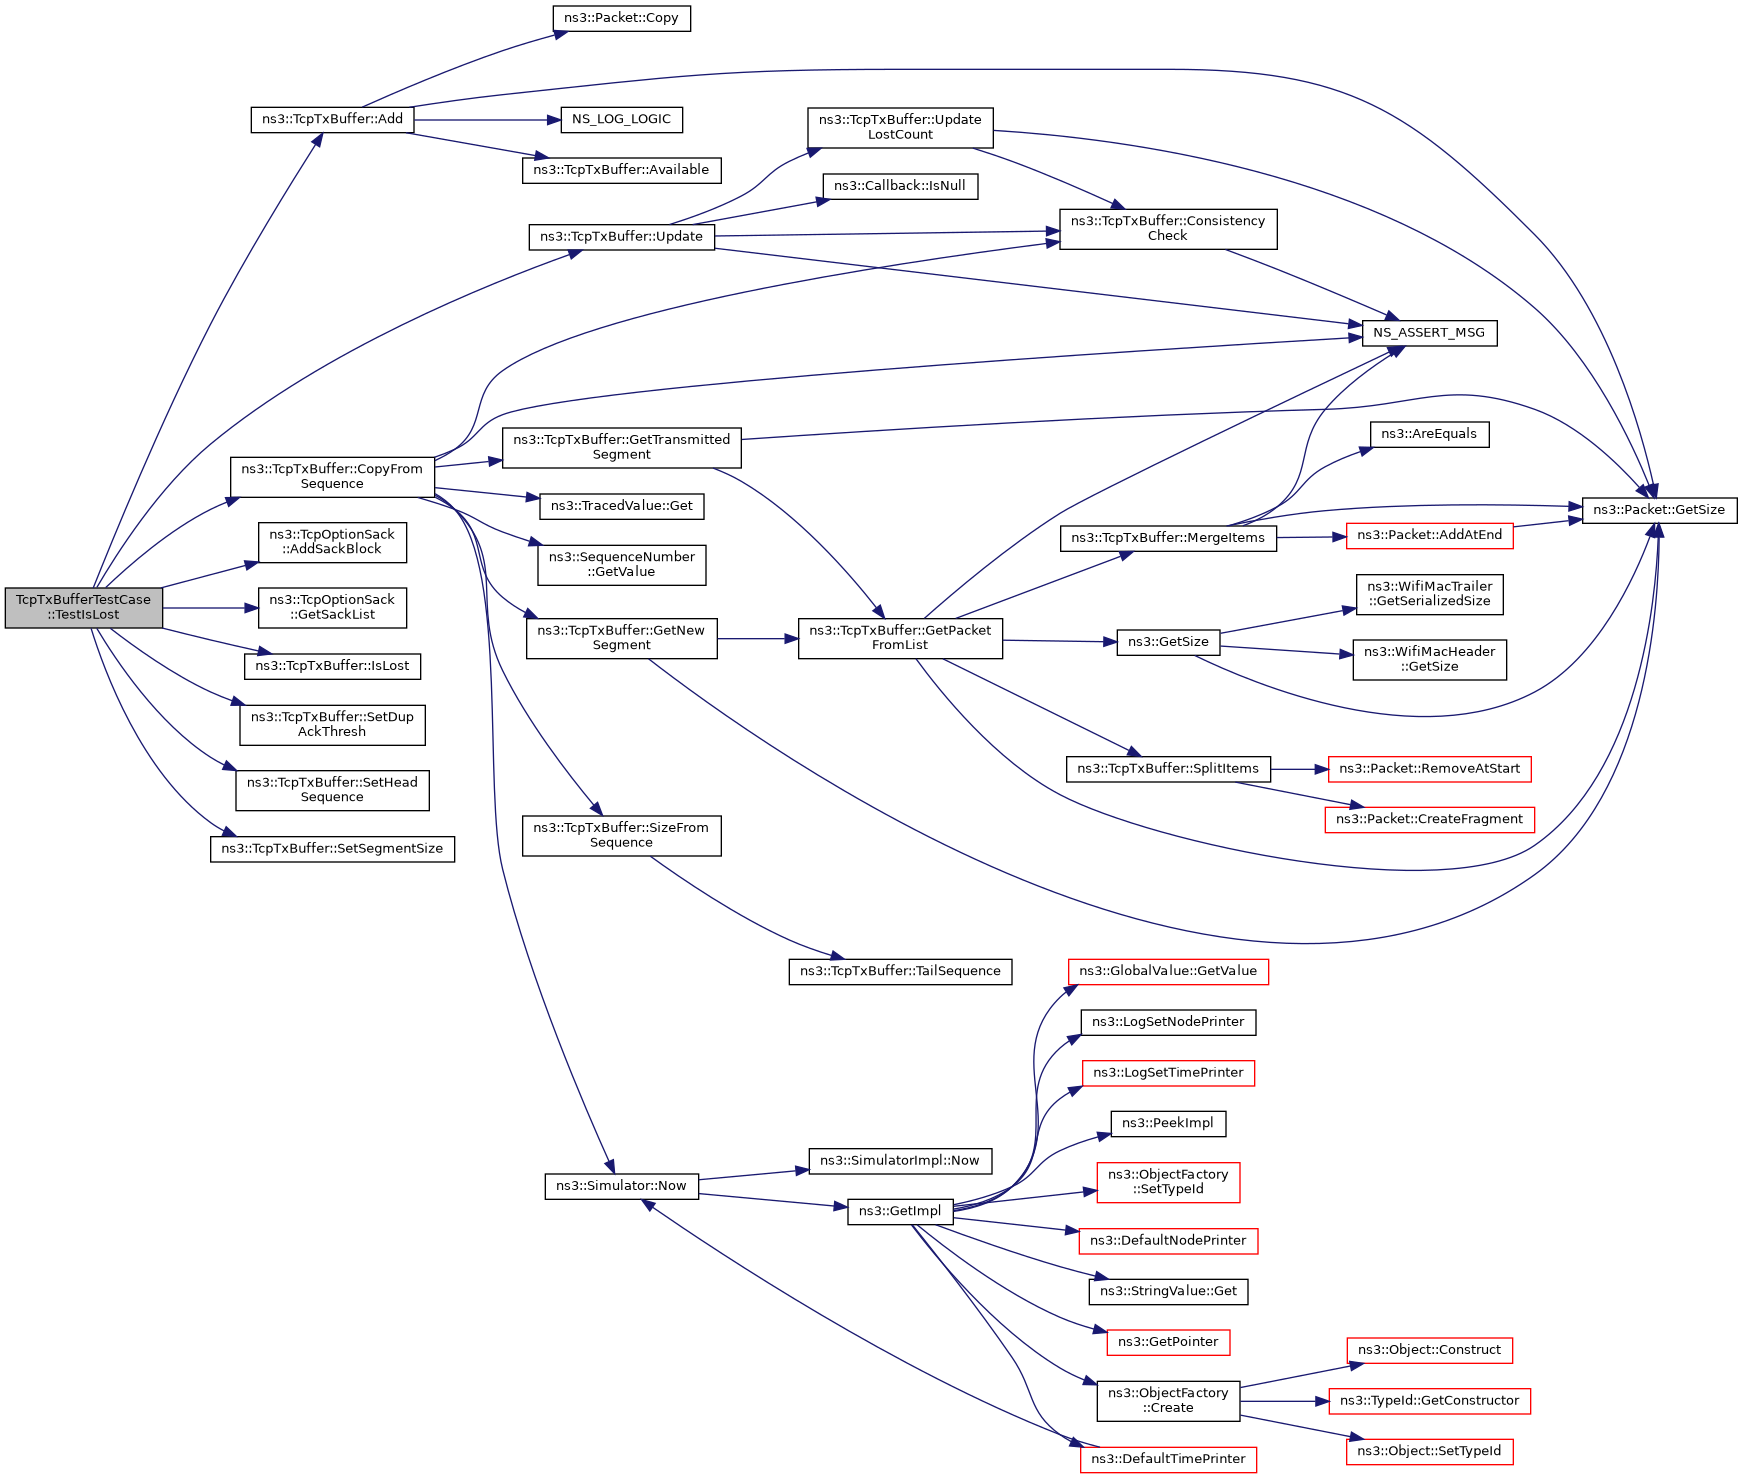 ns3::Packet::Copy
ns3::TcpTxBuffer::Add
NS_LOG_LOGIC
ns3::TcpTxBuffer::Available
ns3::TcpTxBuffer::Update
LostCount
ns3::Callback::IsNull
ns3::TcpTxBuffer::Update
ns3::TcpTxBuffer::Consistency
Check
NS_ASSERT_MSG
ns3::TcpTxBuffer::GetTransmitted
Segment
ns3::AreEquals
ns3::TcpTxBuffer::CopyFrom
Sequence
ns3::TracedValue::Get
ns3::Packet::GetSize
ns3::TcpOptionSack
::AddSackBlock
ns3::SequenceNumber
::GetValue
ns3::TcpTxBuffer::MergeItems
ns3::Packet::AddAtEnd
TcpTxBufferTestCase
::TestIsLost
ns3::TcpOptionSack
::GetSackList
ns3::WifiMacTrailer
::GetSerializedSize
ns3::TcpTxBuffer::GetNew
Segment
ns3::TcpTxBuffer::GetPacket
FromList
ns3::GetSize
ns3::WifiMacHeader
::GetSize
ns3::TcpTxBuffer::IsLost
ns3::TcpTxBuffer::SetDup
AckThresh
ns3::TcpTxBuffer::SetHead
Sequence
ns3::TcpTxBuffer::SplitItems
ns3::Packet::RemoveAtStart
ns3::Packet::CreateFragment
ns3::TcpTxBuffer::SetSegmentSize
ns3::TcpTxBuffer::SizeFrom
Sequence
ns3::TcpTxBuffer::TailSequence
ns3::GlobalValue::GetValue
ns3::LogSetNodePrinter
ns3::LogSetTimePrinter
ns3::PeekImpl
ns3::SimulatorImpl::Now
ns3::Simulator::Now
ns3::ObjectFactory
::SetTypeId
ns3::GetImpl
ns3::DefaultNodePrinter
ns3::StringValue::Get
ns3::GetPointer
ns3::Object::Construct
ns3::ObjectFactory
::Create
ns3::TypeId::GetConstructor
ns3::Object::SetTypeId
ns3::DefaultTimePrinter